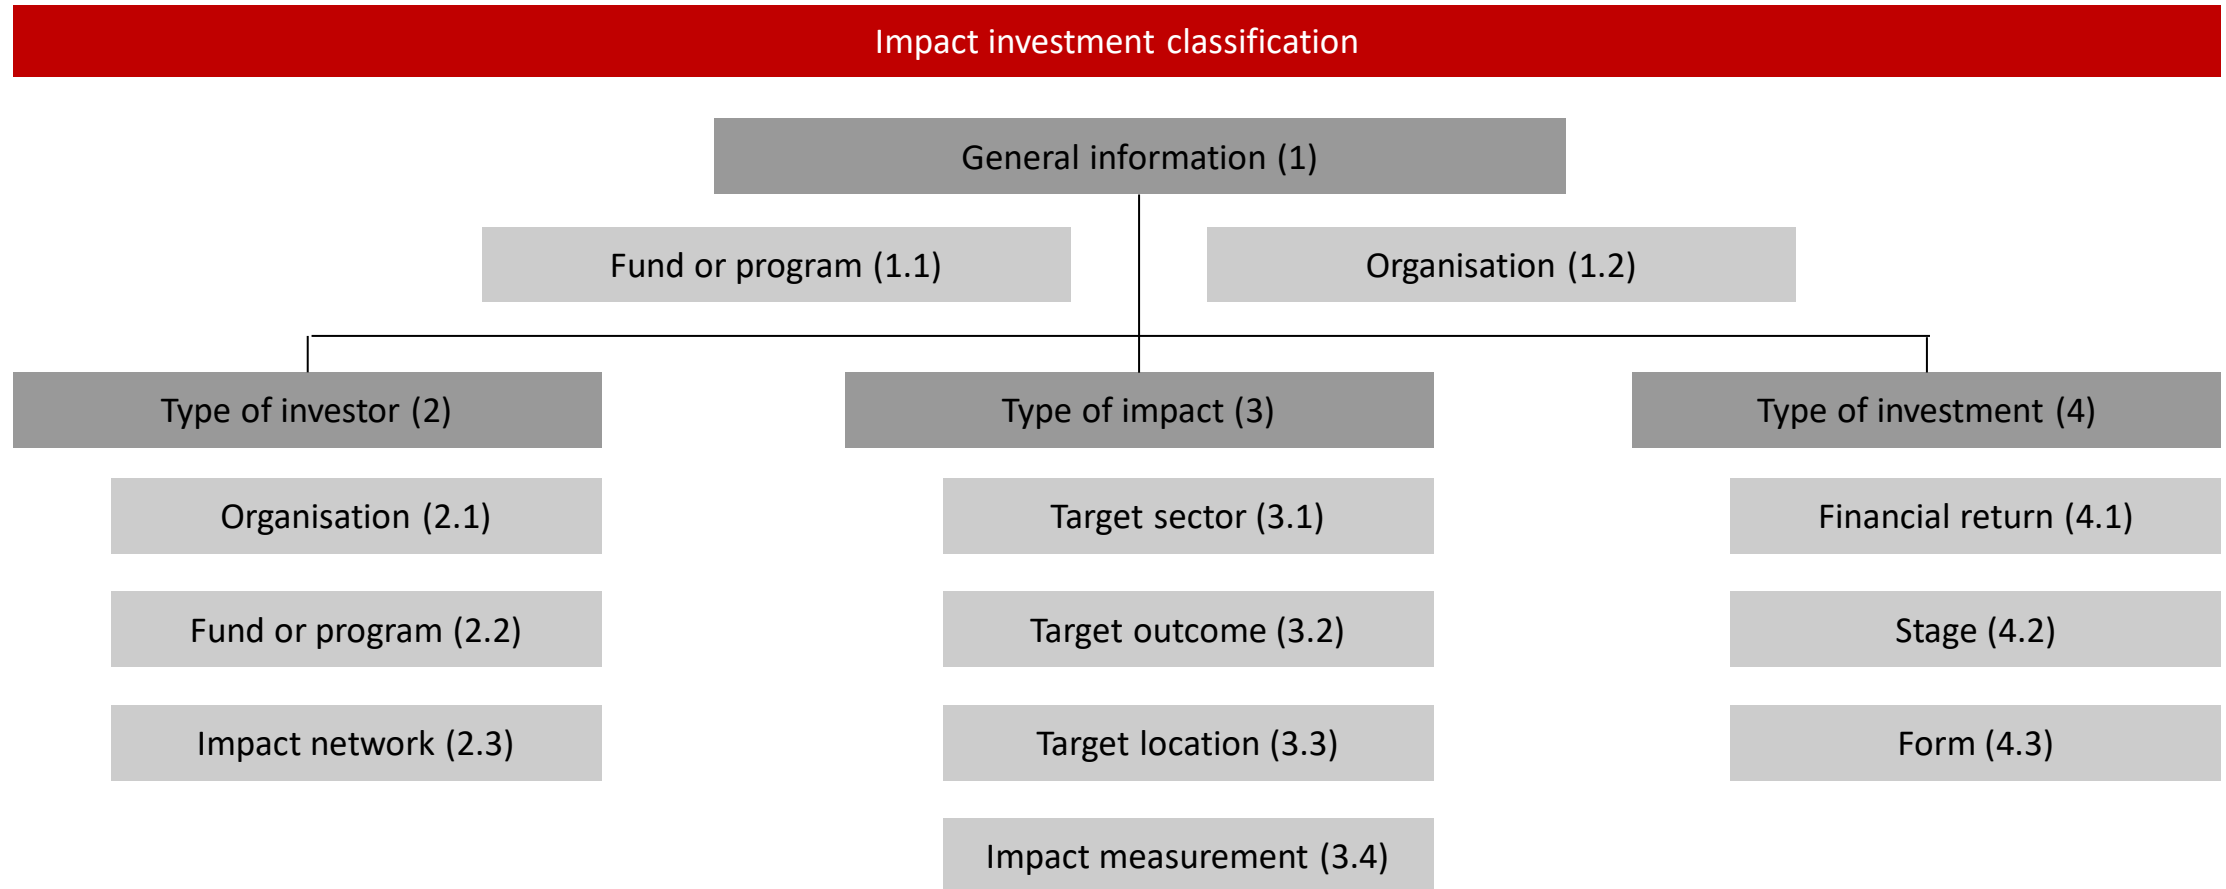 Impact investment classification
General information (1)
Fund or program (1.1)
Organisation (1.2)
Type of investor (2)
Organisation (2.1)
Fund or program (2.2)
Impact network (2.3)
Type of impact (3)
Target sector (3.1)
Target outcome (3.2)
Target location (3.3)
Impact measurement (3.4)
Type of investment (4)
Financial return (4.1)
Stage (4.2)
Form (4.3)